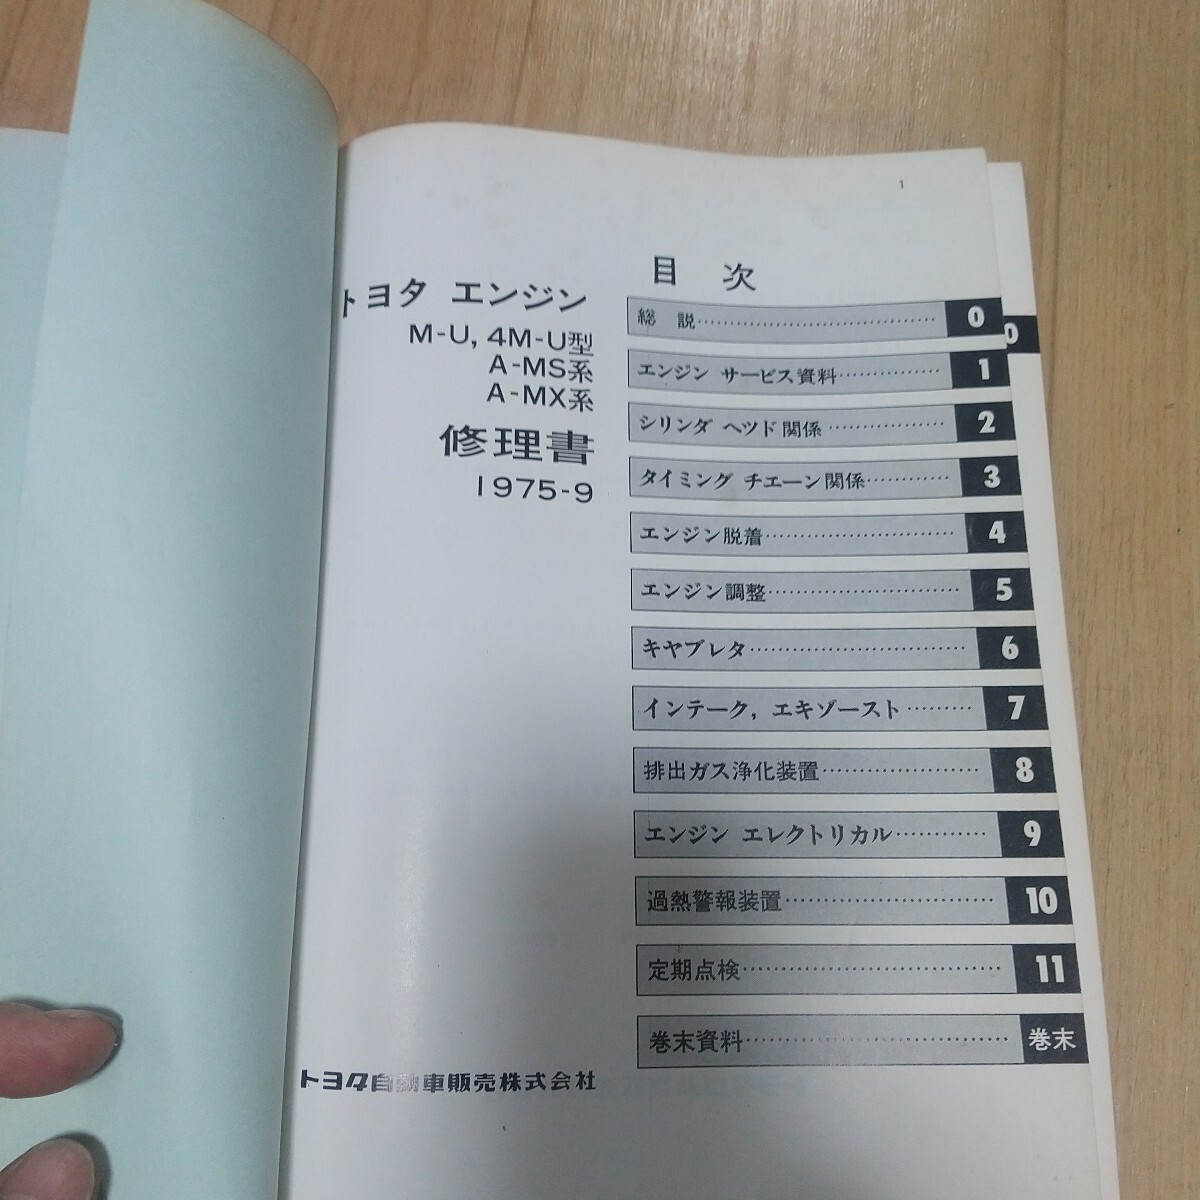 1
トヨタ エンジン
M-U, 4M-U型
A-MS系
A-MX系
修理書
1975-9
トヨタ自動車販売株式会社
目 次
総 説 0
エンジン サービス資料 1
シリンダ ヘツド関係 2
タイミング チエーン関係 3
エンジン脱着 4
エンジン調整 5
キヤブレタ 6
インテーク, エキゾースト 7
排出ガス浄化装置 8
エンジン エレクトリカル 9
過熱警報装置 10
定期点検 11
巻末資料 巻末
0